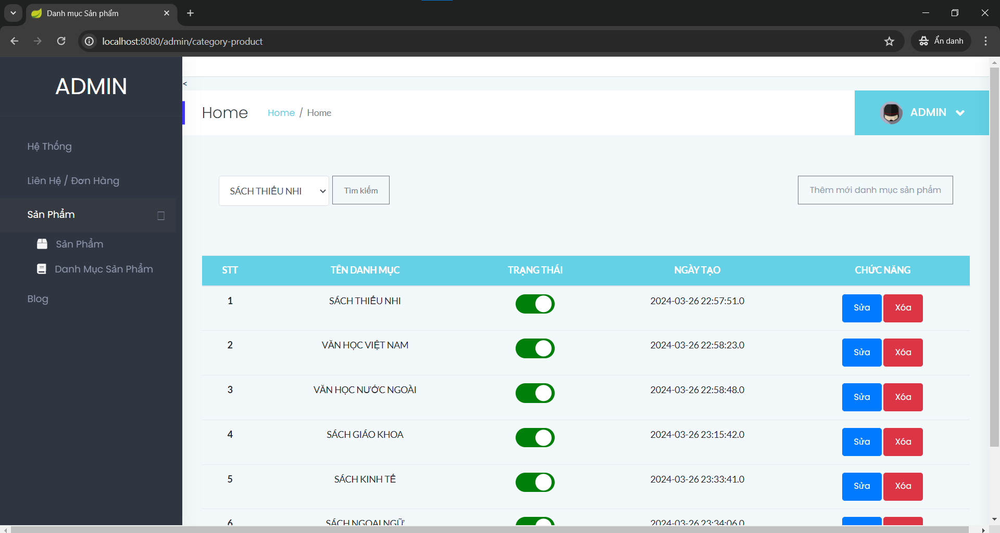 Danh mục Sản phẩm
localhost:8080/admin/category-product
Ẩn danh
ADMIN
<
Home
Home / Home
ADMIN
Hệ Thống
Liên Hệ / Đơn Hàng
Sản Phẩm
Sản Phẩm
Danh Mục Sản Phẩm
Blog
SÁCH THIẾU NHI
Tìm kiếm
Thêm mới danh mục sản phẩm
STT TÊN DANH MỤC TRẠNG THÁI NGÀY TẠO CHỨC NĂNG
1 SÁCH THIẾU NHI 2024-03-26 22:57:51.0 Sửa Xóa
2 VĂN HỌC VIỆT NAM 2024-03-26 22:58:23.0 Sửa Xóa
3 VĂN HỌC NƯỚC NGOÀI 2024-03-26 22:58:48.0 Sửa Xóa
4 SÁCH GIÁO KHOA 2024-03-26 23:15:42.0 Sửa Xóa
5 SÁCH KINH TẾ 2024-03-26 23:33:41.0 Sửa Xóa
6 SÁCH NGOẠI NGỮ 2024-03-26 23:34:06.0